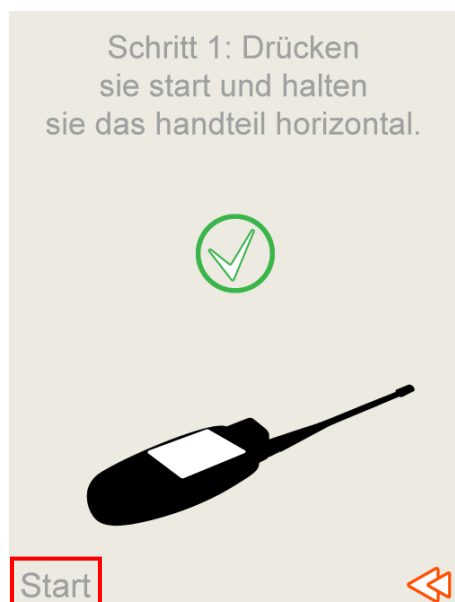 Schritt 1: Drücken
sie start und halten
sie das handteil horizontal.
Start